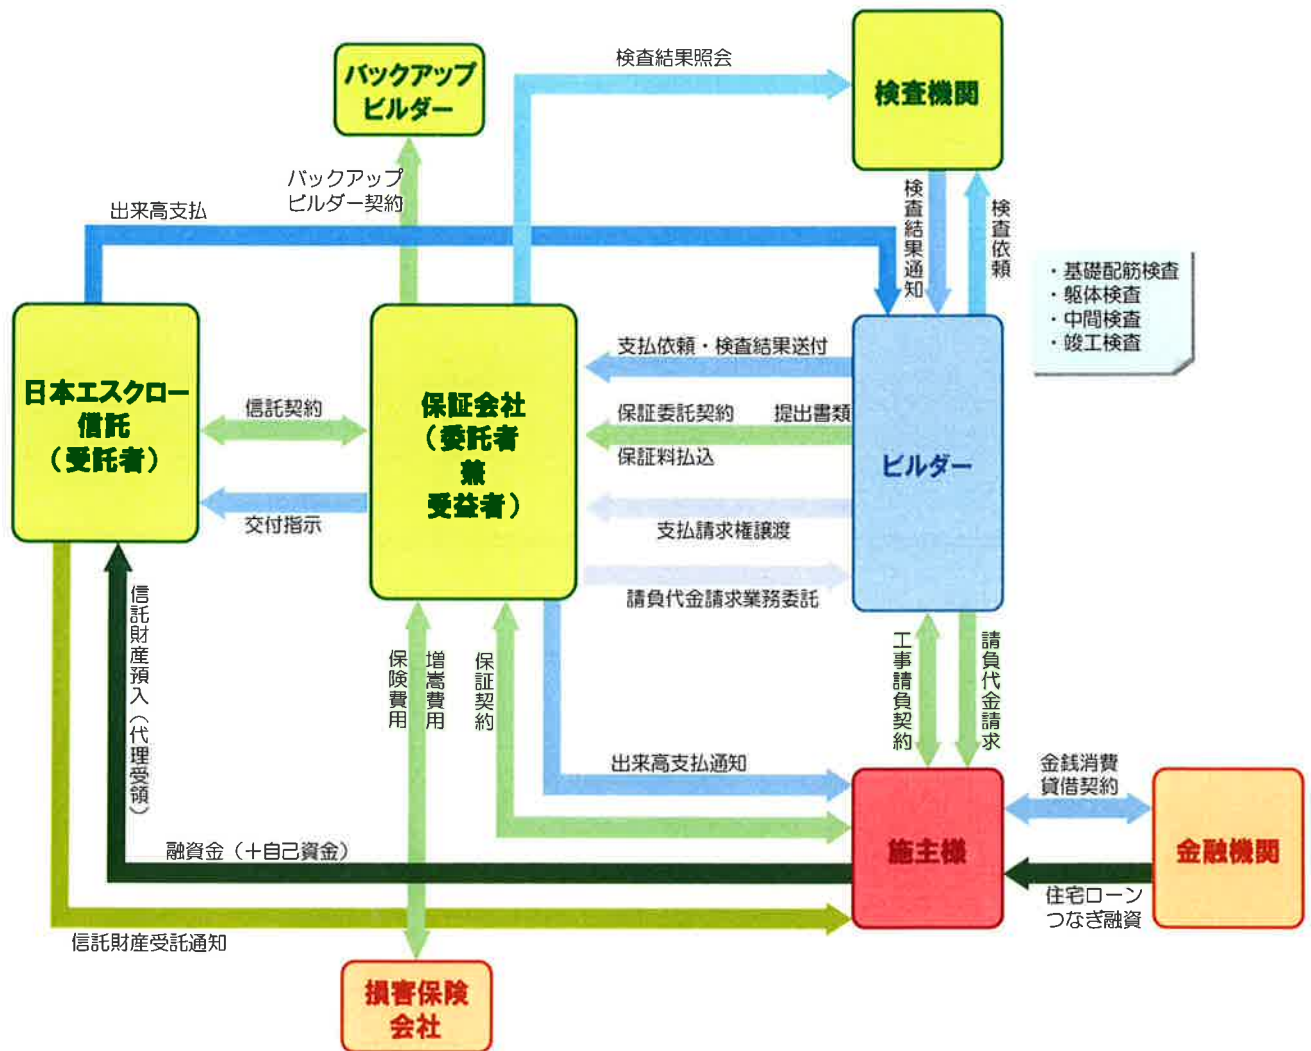 検査結果照会
バックアップ
ビルダー
検査機関
バックアップ
ビルダー契約
出来高支払
検査結果通知
検査依頼
・基礎配筋検査
・躯体検査
・中間検査
・竣工検査
日本エスクロー
信託
（受託者）
信託契約
交付指示
保証会社
（委託者
兼
受益者）
支払依頼・検査結果送付
保証委託契約 提出書類
保証料払込
支払請求権譲渡
請負代金請求業務委託
ビルダー
信託財産預入（代理受領）
保険費用
増嵩費用
保証契約
工事請負契約
請負代金請求
出来高支払通知
金銭消費
貸借契約
施主様
金融機関
融資金（＋自己資金）
住宅ローン
つなぎ融資
信託財産受託通知
損害保険
会社